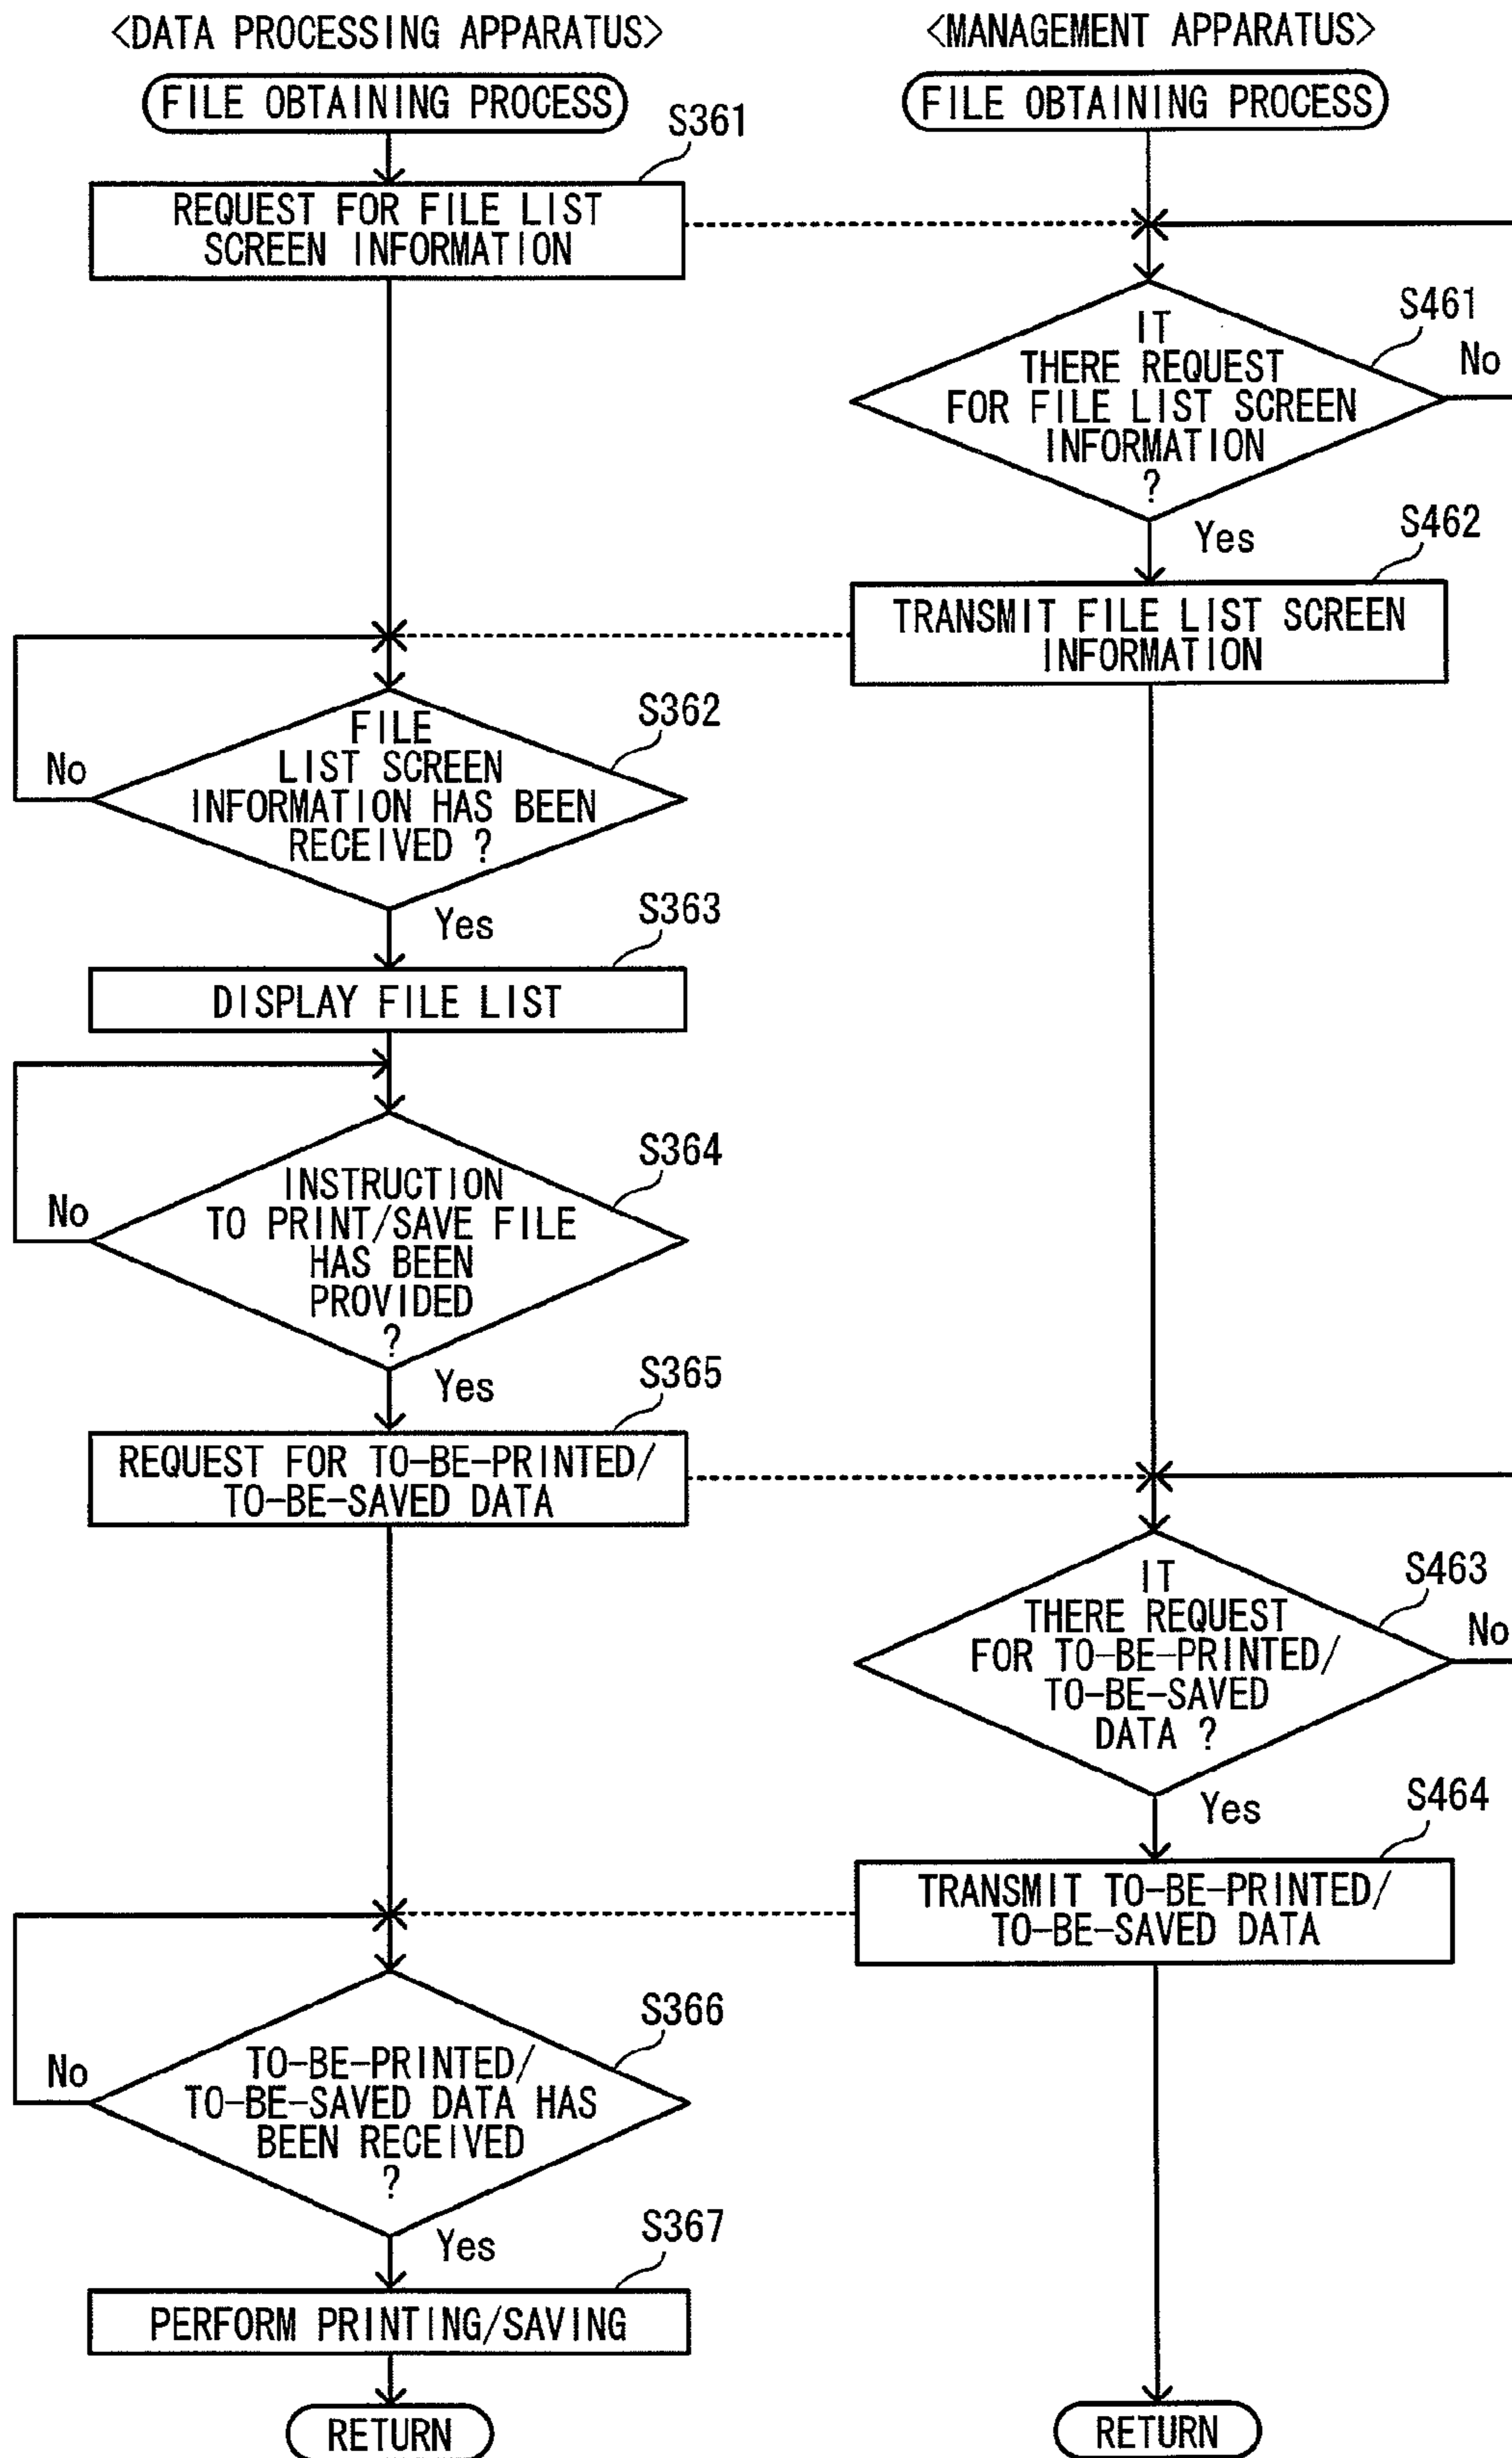 <DATA PROCESSING APPARATUS>
FILE OBTAINING PROCESS
S361
REQUEST FOR FILE LIST
SCREEN INFORMATION
FILE
LIST SCREEN
INFORMATION HAS BEEN
RECEIVED ?
S362
No
Yes
S363
DISPLAY FILE LIST
S364
INSTRUCTION
TO PRINT/SAVE FILE
HAS BEEN
PROVIDED
?
No
Yes
S365
REQUEST FOR TO-BE-PRINTED/
TO-BE-SAVED DATA
S366
TO-BE-PRINTED/
TO-BE-SAVED DATA HAS
BEEN RECEIVED
?
No
Yes
S367
PERFORM PRINTING/SAVING
RETURN
<MANAGEMENT APPARATUS>
FILE OBTAINING PROCESS
S461
IT
THERE REQUEST
FOR FILE LIST SCREEN
INFORMATION
?
No
Yes
S462
TRANSMIT FILE LIST SCREEN
INFORMATION
S463
IT
THERE REQUEST
FOR TO-BE-PRINTED/
TO-BE-SAVED
DATA ?
No
Yes
S464
TRANSMIT TO-BE-PRINTED/
TO-BE-SAVED DATA
RETURN